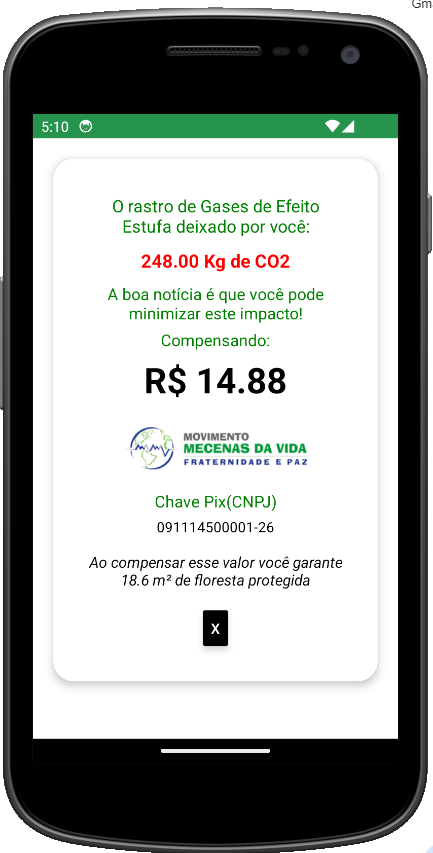 Gm
5:10
O rastro de Gases de Efeito
Estufa deixado por você:
248.00 Kg de CO2
A boa notícia é que você pode
minimizar este impacto!
Compensando:
R$ 14.88
MOVIMENTO
MECENAS DA VIDA
FRATERNIDADE E PAZ
Chave Pix(CNPJ)
091114500001-26
Ao compensar esse valor você garante
18.6 m² de floresta protegida
X